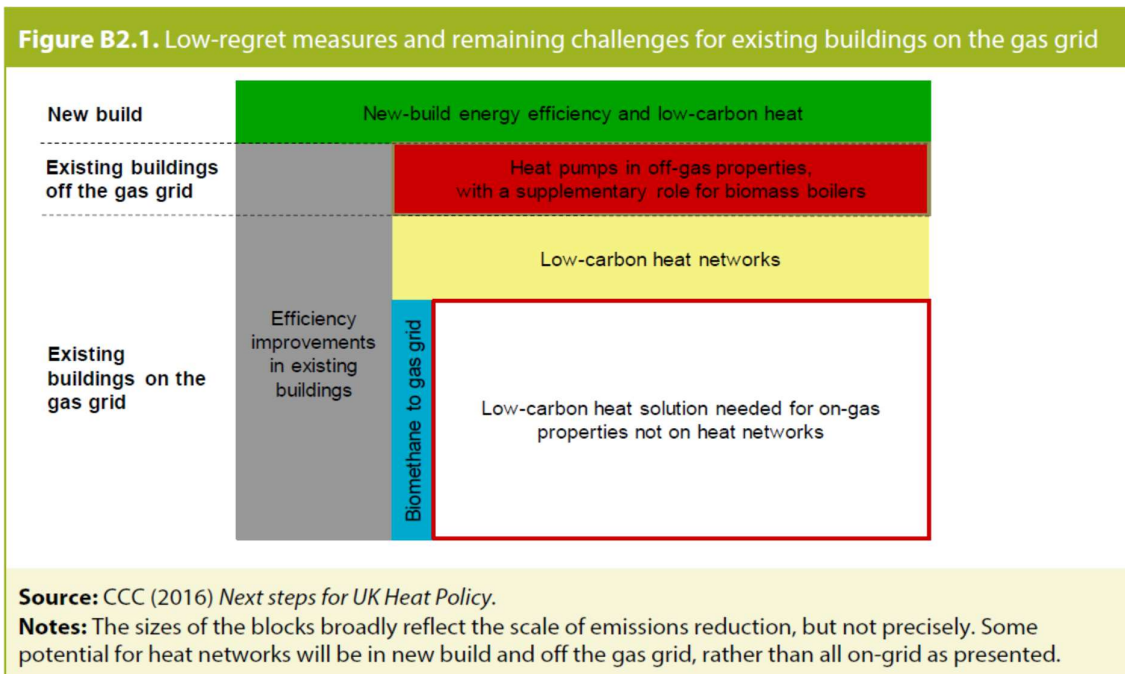 Figure B2.1. Low-regret measures and remaining challenges for existing buildings on the gas grid
New build
New-build energy efficiency and low-carbon heat
Existing buildings
off the gas grid
Heat pumps in off-gas properties,
with a supplementary role for biomass boilers
Low-carbon heat networks
Existing
buildings on the
gas grid
Efficiency
improvements
in existing
buildings
Biomethane to gas grid
Low-carbon heat solution needed for on-gas
properties not on heat networks
Source: CCC (2016) Next steps for UK Heat Policy.
Notes: The sizes of the blocks broadly reflect the scale of emissions reduction, but not precisely. Some
potential for heat networks will be in new build and off the gas grid, rather than all on-grid as presented.